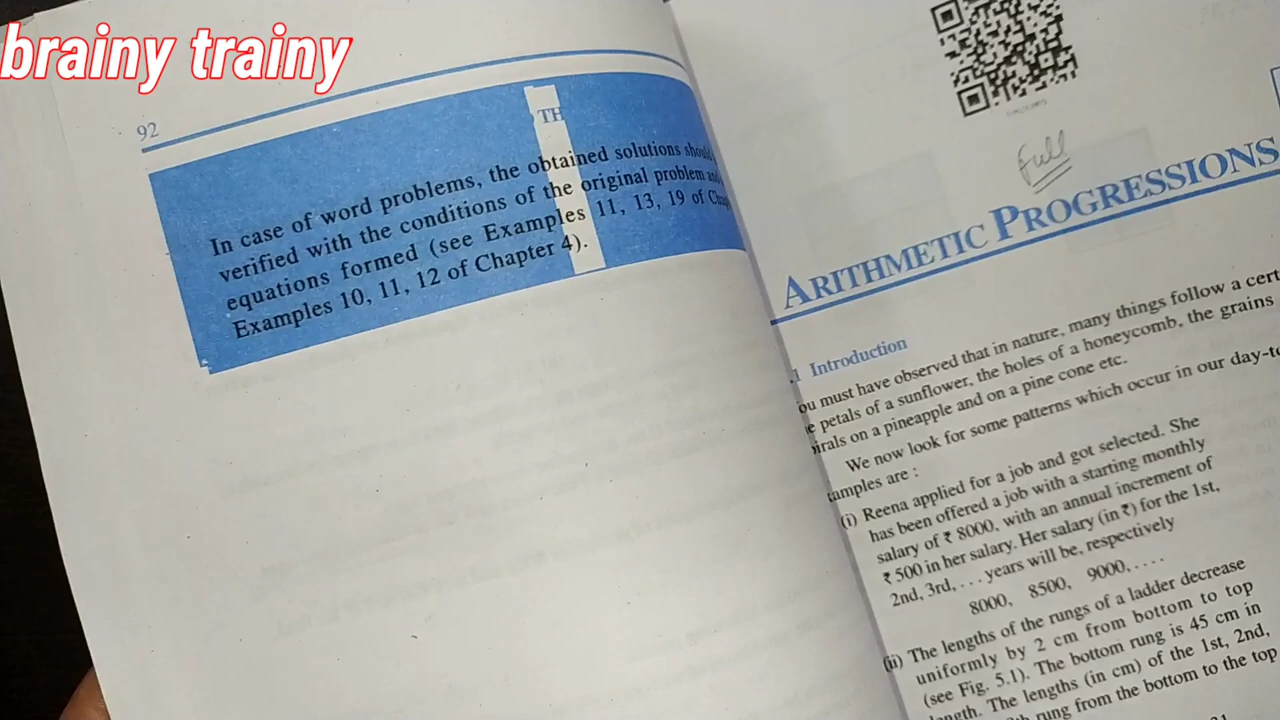 brainy trainy
92
TH
In case of word problems, the obtained solutions should
verified with the conditions of the original problem and
equations formed (see Examples 11, 13, 19 of Chap
Examples 10, 11, 12 of Chapter 4).
Full
ARITHMETIC PROGRESSIONS
.1 Introduction
ou must have observed that in nature, many things follow a cert
e petals of a sunflower, the holes of a honeycomb, the grains
irals on a pineapple and on a pine cone etc.
We now look for some patterns which occur in our day-to
amples are :
(i) Reena applied for a job and got selected. She
has been offered a job with a starting monthly
salary of ₹ 8000, with an annual increment of
₹ 500 in her salary. Her salary (in ₹) for the 1st,
2nd, 3rd, . . . years will be, respectively
8000, 8500, 9000, . . . .
(ii) The lengths of the rungs of a ladder decrease
uniformly by 2 cm from bottom to top
(see Fig. 5.1). The bottom rung is 45 cm in
length. The lengths (in cm) of the 1st, 2nd,
rung from the bottom to the top